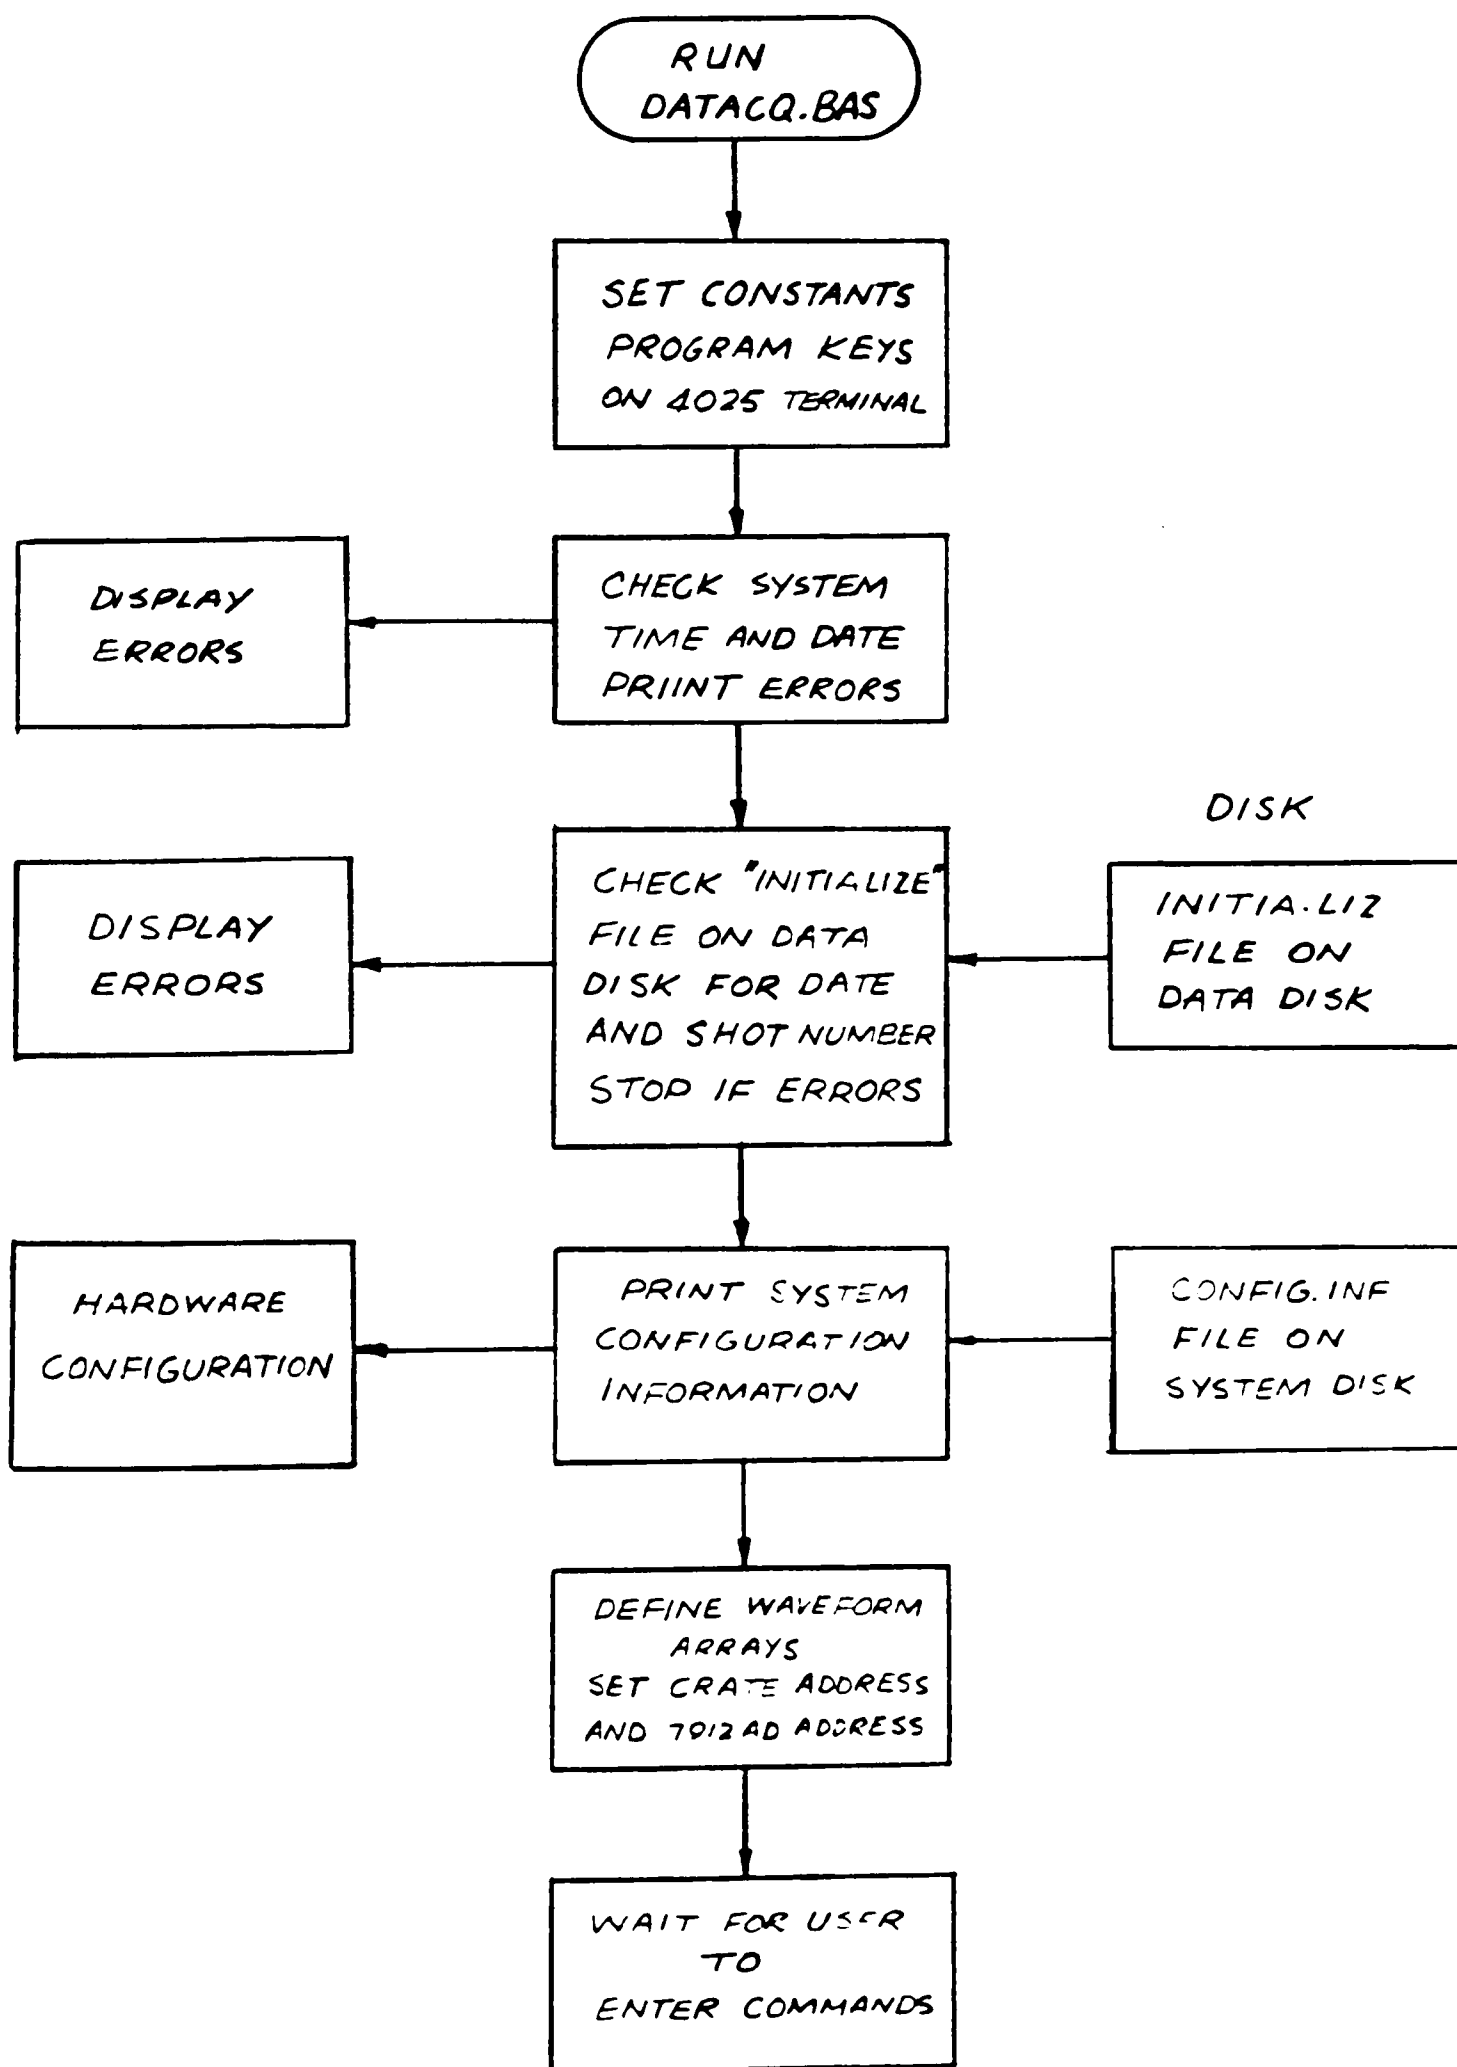 RUN
DATACQ.BAS
SET CONSTANTS
PROGRAM KEYS
ON 4025 TERMINAL
DISPLAY
ERRORS
CHECK SYSTEM
TIME AND DATE
PRIINT ERRORS
DISK
DISPLAY
ERRORS
CHECK "INITIALIZE"
FILE ON DATA
DISK FOR DATE
AND SHOT NUMBER
STOP IF ERRORS
INITIA.LIZ
FILE ON
DATA DISK
HARDWARE
CONFIGURATION
PRINT SYSTEM
CONFIGURATION
INFORMATION
CONFIG.INF
FILE ON
SYSTEM DISK
DEFINE WAVEFORM
ARRAYS
SET CRATE ADDRESS
AND 7912AD ADDRESS
WAIT FOR USER
TO
ENTER COMMANDS